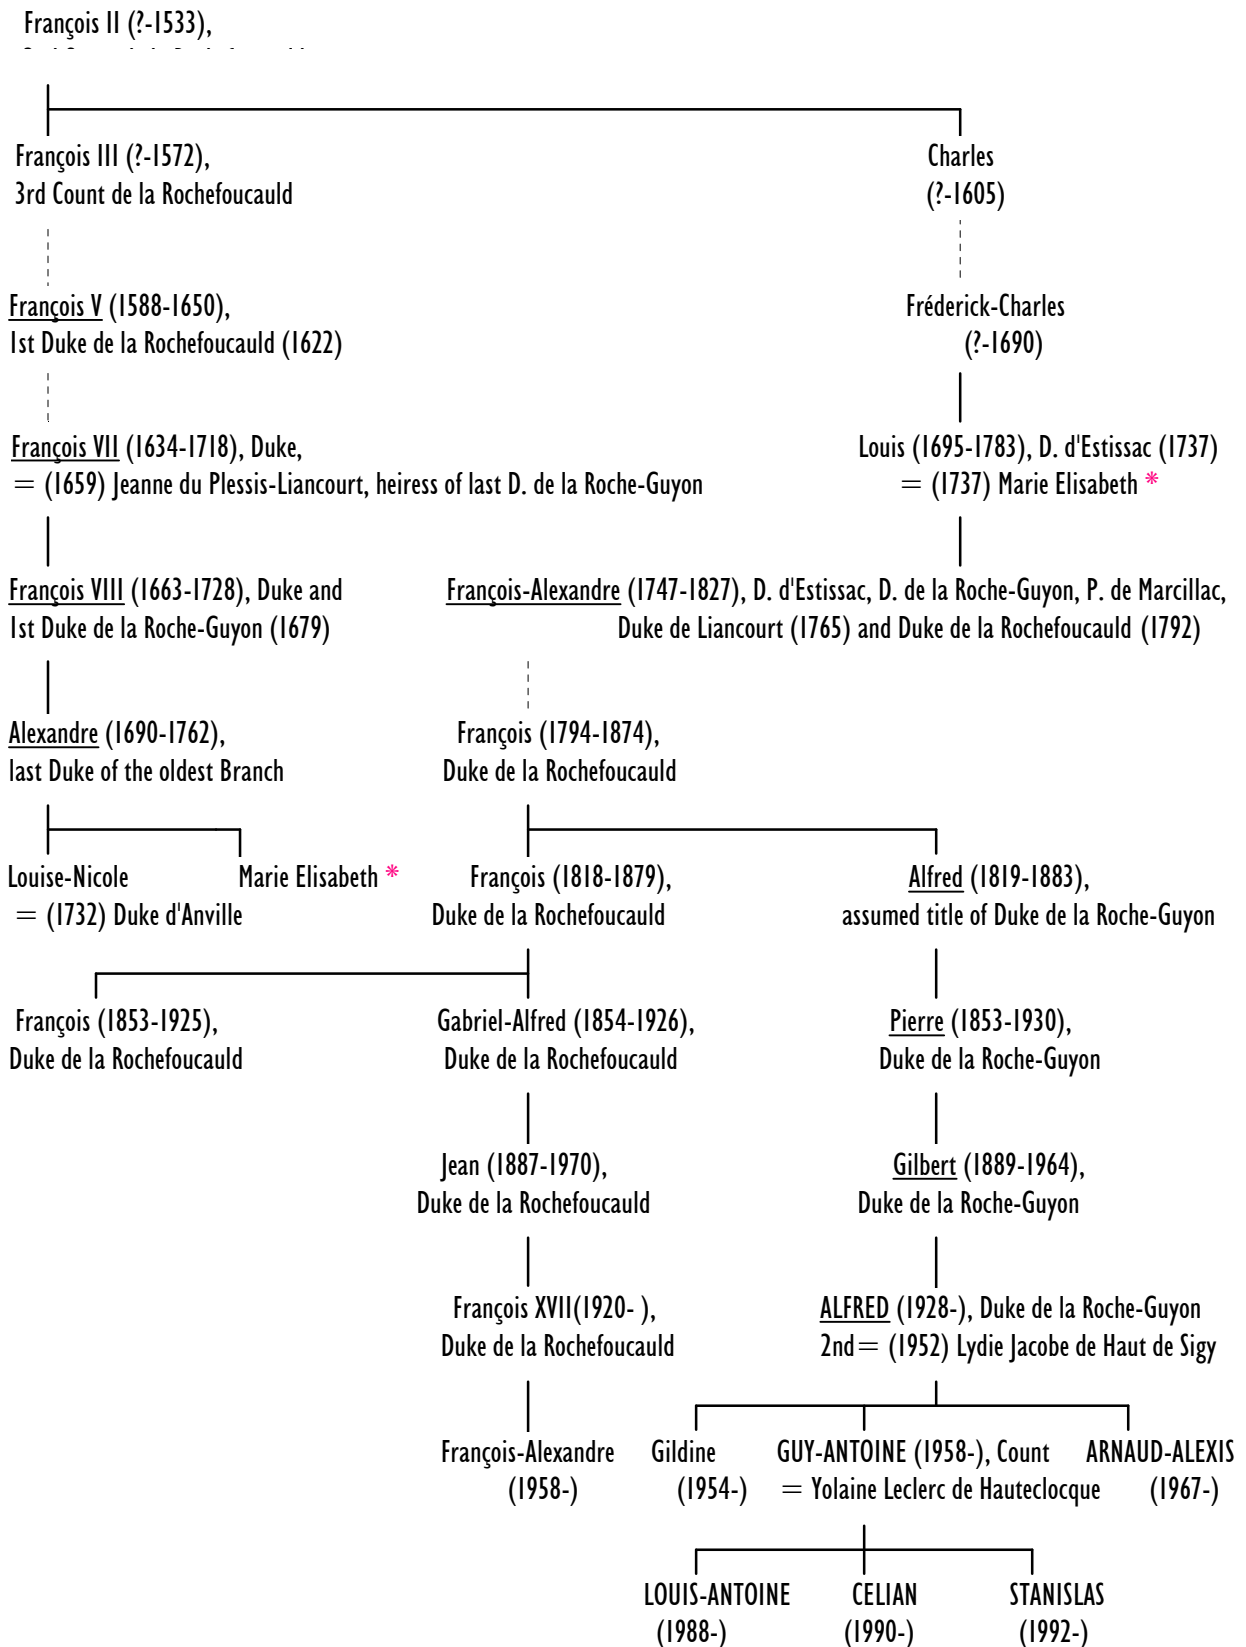 François II (?-1533),
François III (?-1572),
3rd Count de la Rochefoucauld
Charles
(?-1605)
François V (1588-1650),
1st Duke de la Rochefoucauld (1622)
Fréderick-Charles
(?-1690)
François VII (1634-1718), Duke,
= (1659) Jeanne du Plessis-Liancourt, heiress of last D. de la Roche-Guyon
Louis (1695-1783), D. d'Estissac (1737)
= (1737) Marie Elisabeth *
François VIII (1663-1728), Duke and
1st Duke de la Roche-Guyon (1679)
François-Alexandre (1747-1827), D. d'Estissac, D. de la Roche-Guyon, P. de Marcillac,
Duke de Liancourt (1765) and Duke de la Rochefoucauld (1792)
Alexandre (1690-1762),
last Duke of the oldest Branch
François (1794-1874),
Duke de la Rochefoucauld
Louise-Nicole
= (1732) Duke d'Anville
Marie Elisabeth *
François (1818-1879),
Duke de la Rochefoucauld
Alfred (1819-1883),
assumed title of Duke de la Roche-Guyon
François (1853-1925),
Duke de la Rochefoucauld
Gabriel-Alfred (1854-1926),
Duke de la Rochefoucauld
Pierre (1853-1930),
Duke de la Roche-Guyon
Jean (1887-1970),
Duke de la Rochefoucauld
Gilbert (1889-1964),
Duke de la Roche-Guyon
François XVII(1920- ),
Duke de la Rochefoucauld
ALFRED (1928-), Duke de la Roche-Guyon
2nd= (1952) Lydie Jacobe de Haut de Sigy
François-Alexandre
(1958-)
Gildine
(1954-)
GUY-ANTOINE (1958-), Count
= Yolaine Leclerc de Hauteclocque
ARNAUD-ALEXIS
(1967-)
LOUIS-ANTOINE
(1988-)
CELIAN
(1990-)
STANISLAS
(1992-)